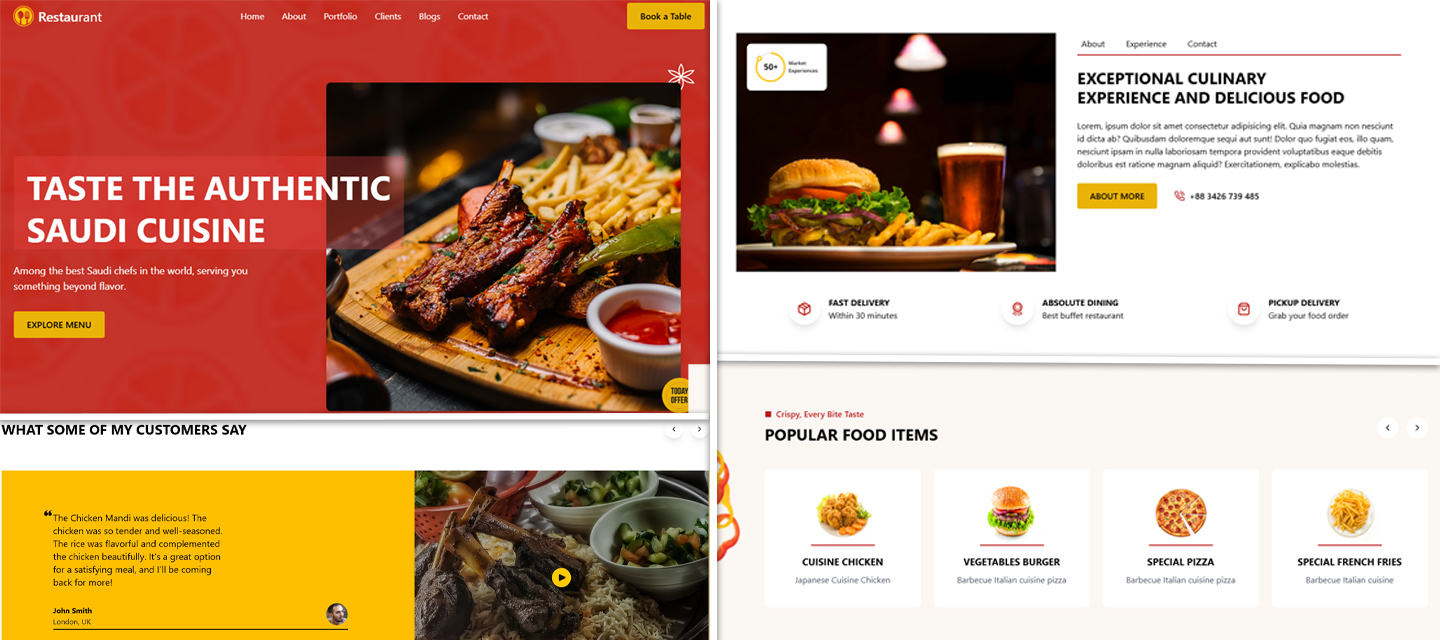 Restaurant
Home About Portfolio Clients Blogs Contact
Book a Table
TASTE THE AUTHENTIC
SAUDI CUISINE
Among the best Saudi chefs in the world, serving you
something beyond flavor.
EXPLORE MENU
TODAY
OFFER
WHAT SOME OF MY CUSTOMERS SAY
❝The Chicken Mandi was delicious! The
chicken was so tender and well-seasoned.
The rice was flavorful and complemented
the chicken beautifully. It's a great option
for a satisfying meal, and I'll be coming
back for more!
John Smith
London, UK
50+
Market
Experiences
About Experience Contact
EXCEPTIONAL CULINARY
EXPERIENCE AND DELICIOUS FOOD
Lorem, ipsum dolor sit amet consectetur adipisicing elit. Quia magnam non nesciunt
id dicta ab? Quibusdam doloremque sequi aut sunt! Dolor quo fugiat eos, illo quam,
nesciunt ipsam in nulla laboriosam tempora provident voluptatibus eaque debitis
doloribus est ratione magnam aliquid? Exercitationem, explicabo molestias.
ABOUT MORE
+88 3426 739 485
FAST DELIVERY
Within 30 minutes
ABSOLUTE DINING
Best buffet restaurant
PICKUP DELIVERY
Grab your food order
Crispy, Every Bite Taste
POPULAR FOOD ITEMS
CUISINE CHICKEN
Japanese Cuisine Chicken
VEGETABLES BURGER
Barbecue Italian cuisine pizza
SPECIAL PIZZA
Barbecue Italian cuisine pizza
SPECIAL FRENCH FRIES
Barbecue Italian cuisine